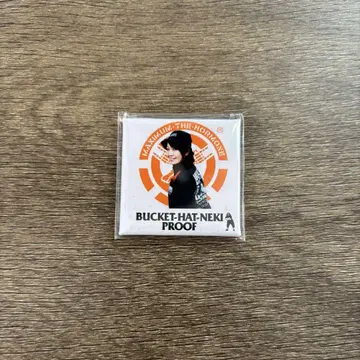 MAXIMUM·THE·HORMONE
®
BUCKET-HAT-NEKI
PROOF